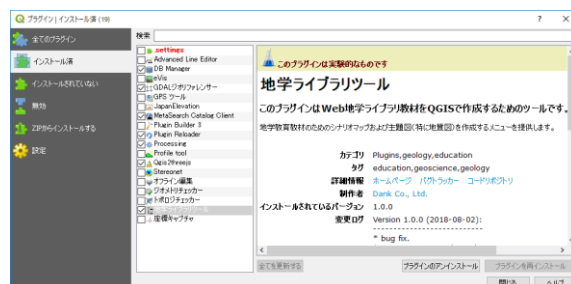 プラグイン | インストール済 (19)
全てのプラグイン
インストール済
インストールされていない
無効
ZIPからインストールする
設定
検索
settings
Advanced Line Editor
DB Manager
eVis
GDALジオリファレンサー
GPS ツール
JapanElevation
MetaSearch Catalog Client
Plugin Builder 3
Plugin Reloader
Processing
Profile tool
Qgis2threejs
Stereonet
オフライン編集
ジオメトリチェッカー
トポロジチェッカー
地学ライブラリツール
座標キャプチャ
このプラグインは実験的なものです
地学ライブラリツール
このプラグインはWeb地学ライブラリ教材をQGISで作成するためのツールです。
地学教育教材のためのシナリオマップおよび主題図(特に地質図)を作成するメニューを提供します。
カテゴリ Plugins,geology,education
タグ education,geoscience,geology
詳細情報 ホームページ バグトラッカー コードリポジトリ
制作者 Dank Co., Ltd.
インストールされているバージョン 1.0.0
変更ログ Version 1.0.0 (2018-08-02):
--------------------------
* bug fix.
全てを更新する
プラグインのアンインストール
プラグインを再インストール
閉じる
ヘルプ